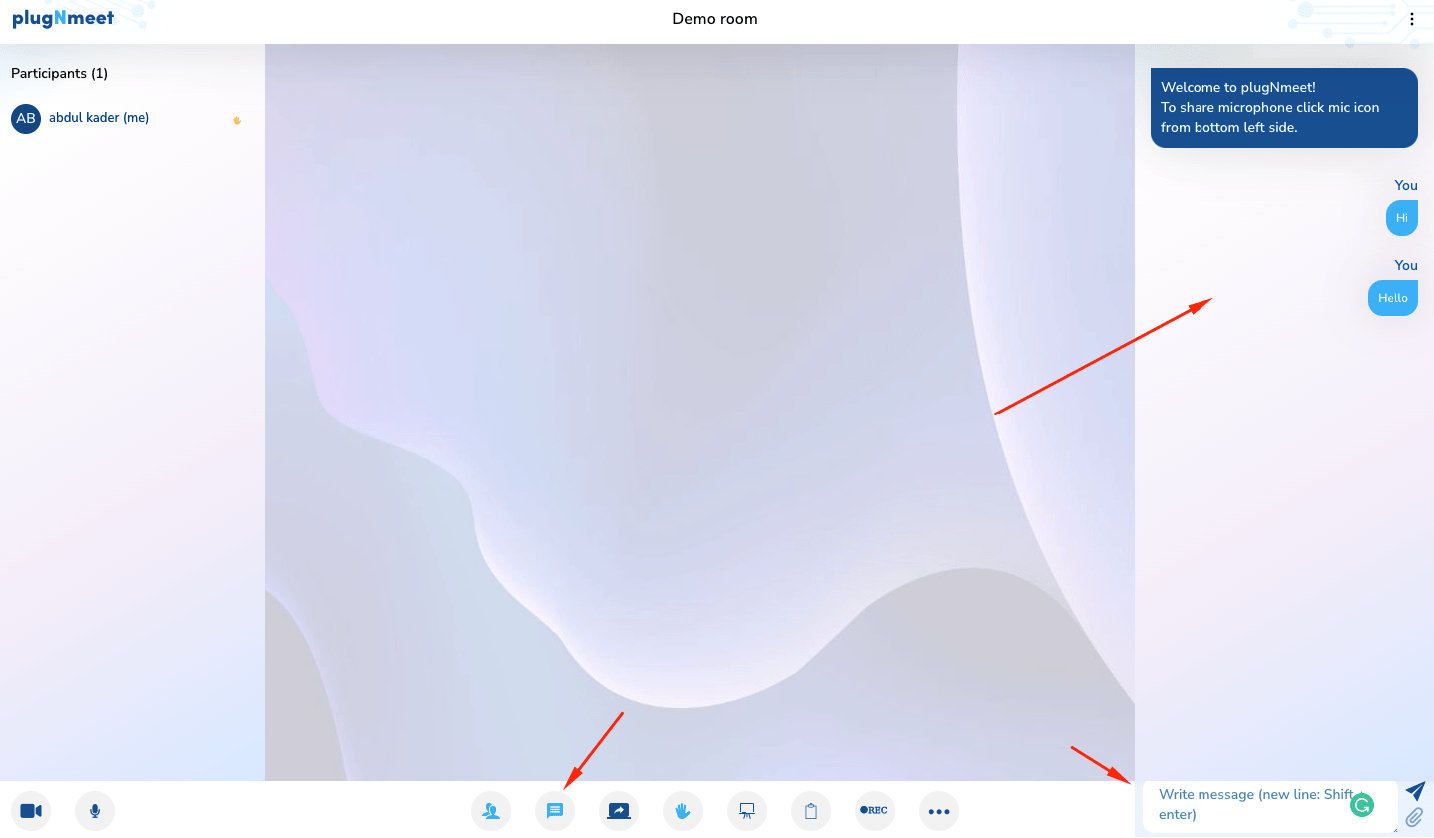 plugNmeet
Demo room
Participants (1)
AB
abdul kader (me)
Welcome to plugNmeet!
To share microphone click mic icon
from bottom left side.
You
Hi
You
Hello
REC
Write message (new line: Shift +
enter)